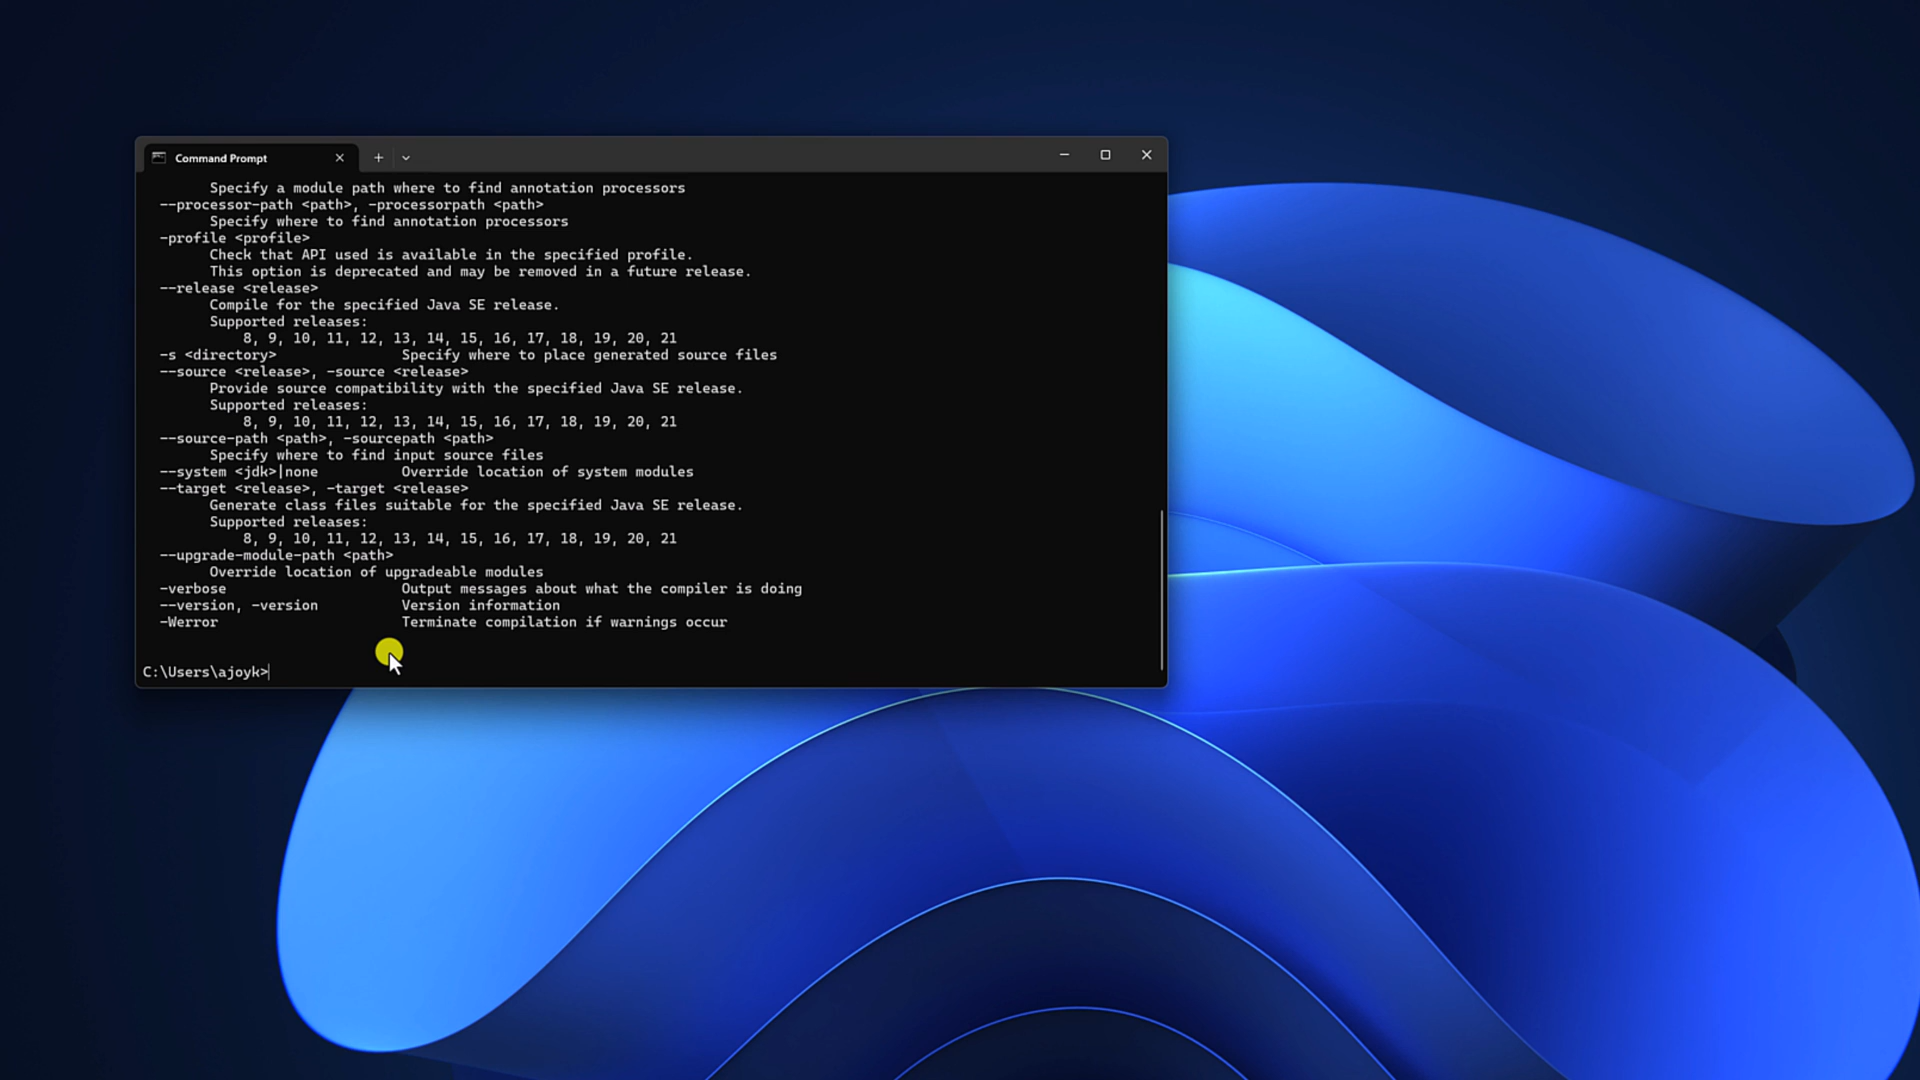 Command Prompt
Specify a module path where to find annotation processors
--processor-path <path>, -processorpath <path>
Specify where to find annotation processors
-profile <profile>
Check that API used is available in the specified profile.
This option is deprecated and may be removed in a future release.
--release <release>
Compile for the specified Java SE release.
Supported releases:
8, 9, 10, 11, 12, 13, 14, 15, 16, 17, 18, 19, 20, 21
-s <directory> Specify where to place generated source files
--source <release>, -source <release>
Provide source compatibility with the specified Java SE release.
Supported releases:
8, 9, 10, 11, 12, 13, 14, 15, 16, 17, 18, 19, 20, 21
--source-path <path>, -sourcepath <path>
Specify where to find input source files
--system <jdk>|none Override location of system modules
--target <release>, -target <release>
Generate class files suitable for the specified Java SE release.
Supported releases:
8, 9, 10, 11, 12, 13, 14, 15, 16, 17, 18, 19, 20, 21
--upgrade-module-path <path>
Override location of upgradeable modules
-verbose Output messages about what the compiler is doing
--version, -version Version information
-Werror Terminate compilation if warnings occur
C:\Users\ajoyk>